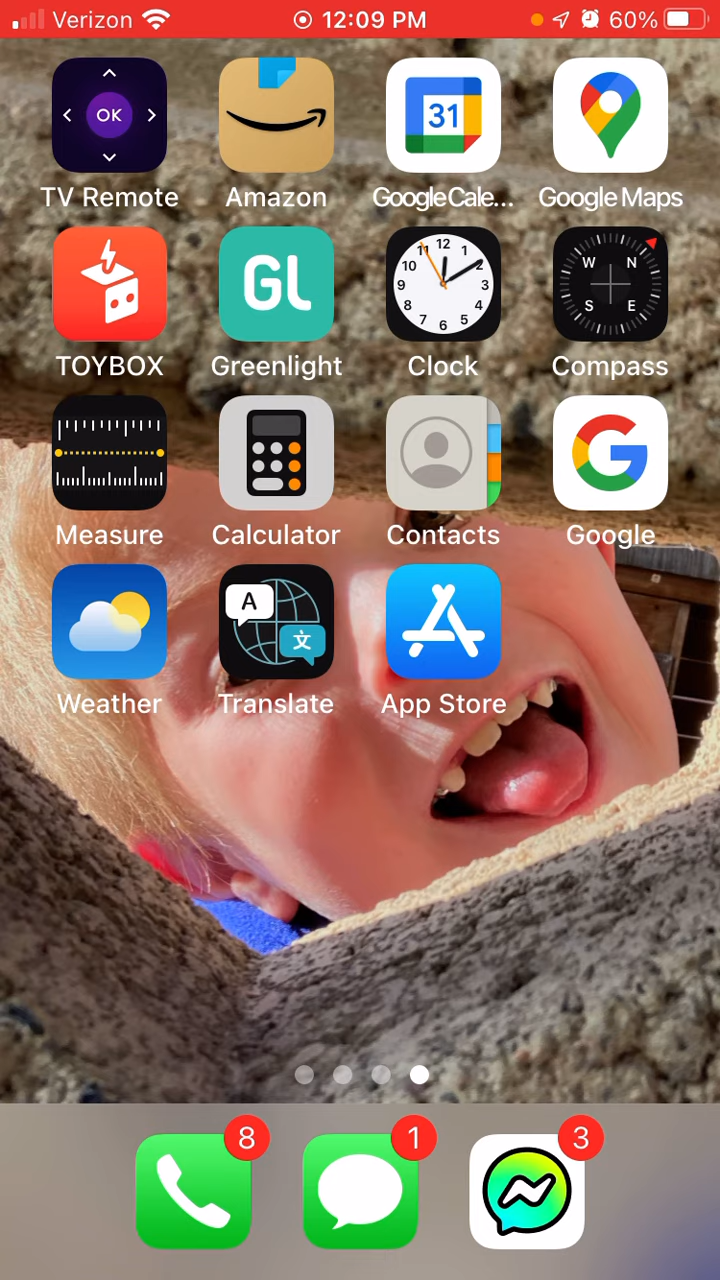 Verizon 12:09 PM 60%
OK
31
TV Remote Amazon Google Cale... Google Maps
GL
11 12 1
10 2
9 3
8 4
7 6 5
W N
S E
TOYBOX Greenlight Clock Compass
G
Measure Calculator Contacts Google
A
文
Weather Translate App Store
8 1 3